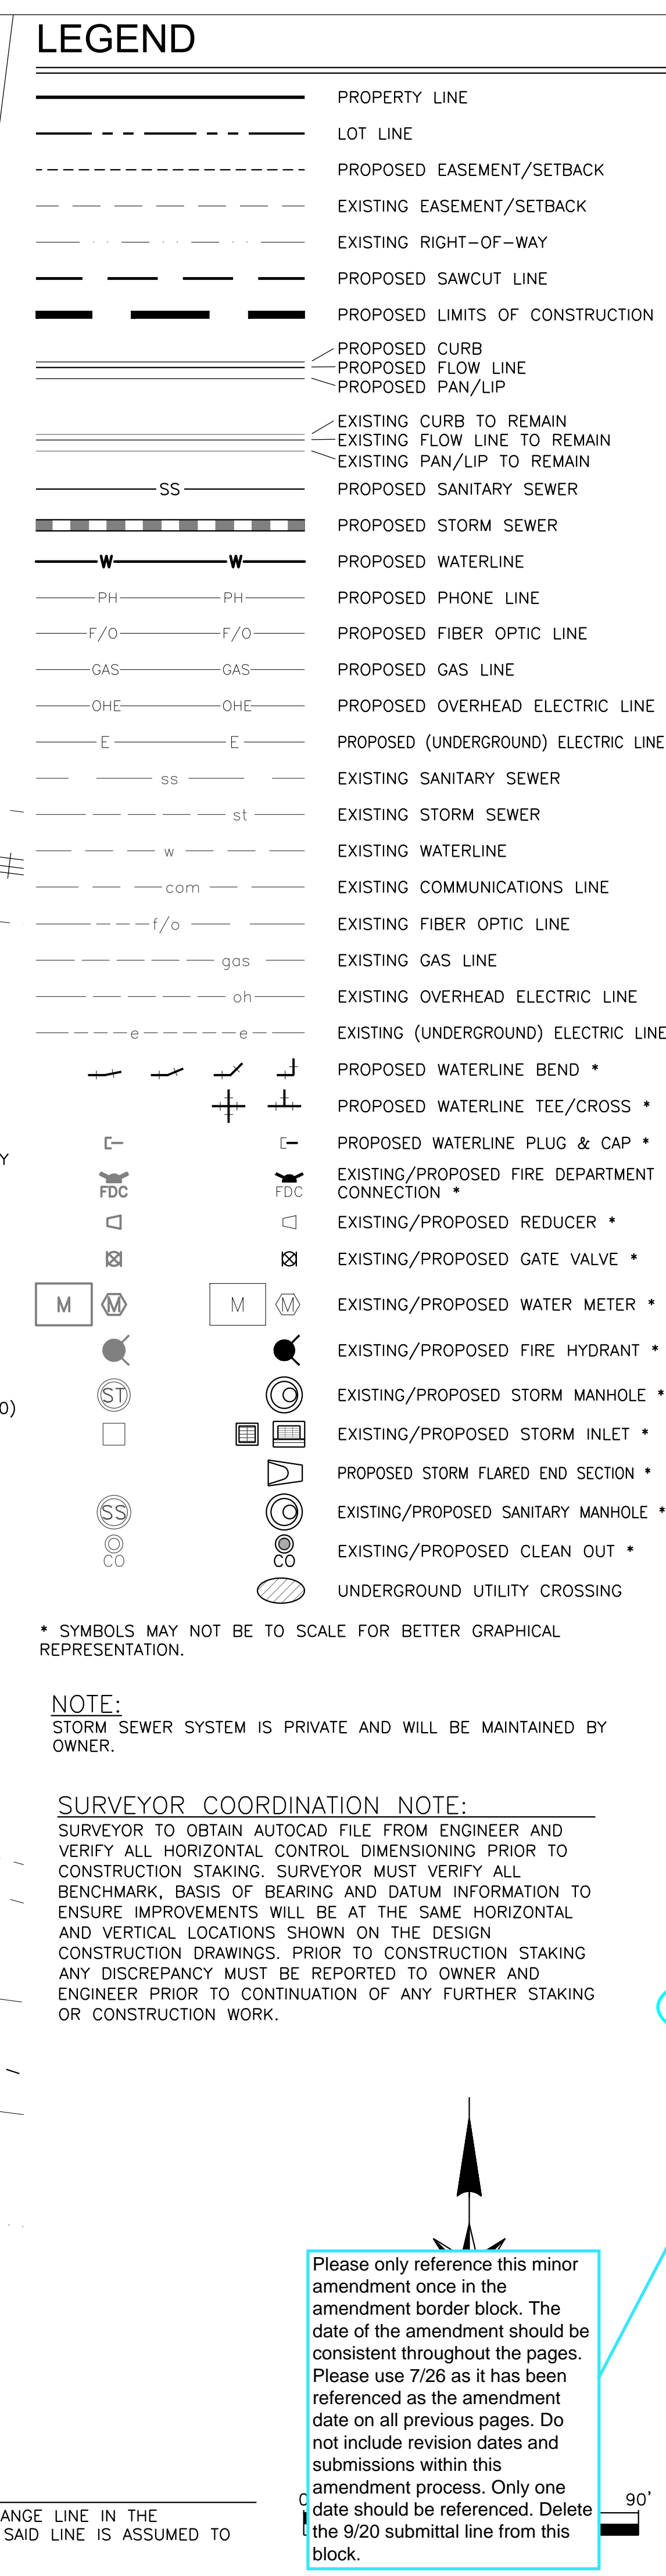 LEGEND
PROPERTY LINE
LOT LINE
PROPOSED EASEMENT/SETBACK
EXISTING EASEMENT/SETBACK
EXISTING RIGHT-OF-WAY
PROPOSED SAWCUT LINE
PROPOSED LIMITS OF CONSTRUCTION
PROPOSED CURB
PROPOSED FLOW LINE
PROPOSED PAN/LIP
EXISTING CURB TO REMAIN
EXISTING FLOW LINE TO REMAIN
EXISTING PAN/LIP TO REMAIN
SS PROPOSED SANITARY SEWER
PROPOSED STORM SEWER
W W PROPOSED WATERLINE
PH PH PROPOSED PHONE LINE
F/O F/O PROPOSED FIBER OPTIC LINE
GAS GAS PROPOSED GAS LINE
OHE OHE PROPOSED OVERHEAD ELECTRIC LINE
E E PROPOSED (UNDERGROUND) ELECTRIC LINE
ss EXISTING SANITARY SEWER
st EXISTING STORM SEWER
w EXISTING WATERLINE
com EXISTING COMMUNICATIONS LINE
f/o EXISTING FIBER OPTIC LINE
gas EXISTING GAS LINE
oh EXISTING OVERHEAD ELECTRIC LINE
e e EXISTING (UNDERGROUND) ELECTRIC LINE
PROPOSED WATERLINE BEND *
PROPOSED WATERLINE TEE/CROSS *
PROPOSED WATERLINE PLUG & CAP *
Y
FDC FDC EXISTING/PROPOSED FIRE DEPARTMENT
CONNECTION *
EXISTING/PROPOSED REDUCER *
EXISTING/PROPOSED GATE VALVE *
M M M M EXISTING/PROPOSED WATER METER *
EXISTING/PROPOSED FIRE HYDRANT *
ST EXISTING/PROPOSED STORM MANHOLE *
0)
EXISTING/PROPOSED STORM INLET *
PROPOSED STORM FLARED END SECTION *
SS EXISTING/PROPOSED SANITARY MANHOLE *
CO CO EXISTING/PROPOSED CLEAN OUT *
UNDERGROUND UTILITY CROSSING
* SYMBOLS MAY NOT BE TO SCALE FOR BETTER GRAPHICAL
REPRESENTATION.
NOTE:
STORM SEWER SYSTEM IS PRIVATE AND WILL BE MAINTAINED BY
OWNER.
SURVEYOR COORDINATION NOTE:
SURVEYOR TO OBTAIN AUTOCAD FILE FROM ENGINEER AND
VERIFY ALL HORIZONTAL CONTROL DIMENSIONING PRIOR TO
CONSTRUCTION STAKING. SURVEYOR MUST VERIFY ALL
BENCHMARK, BASIS OF BEARING AND DATUM INFORMATION TO
ENSURE IMPROVEMENTS WILL BE AT THE SAME HORIZONTAL
AND VERTICAL LOCATIONS SHOWN ON THE DESIGN
CONSTRUCTION DRAWINGS. PRIOR TO CONSTRUCTION STAKING
ANY DISCREPANCY MUST BE REPORTED TO OWNER AND
ENGINEER PRIOR TO CONTINUATION OF ANY FURTHER STAKING
OR CONSTRUCTION WORK.
Please only reference this minor
amendment once in the
amendment border block. The
date of the amendment should be
consistent throughout the pages.
Please use 7/26 as it has been
referenced as the amendment
date on all previous pages. Do
not include revision dates and
submissions within this
amendment process. Only one
date should be referenced. Delete
the 9/20 submittal line from this
block.
90'
ANGE LINE IN THE
SAID LINE IS ASSUMED TO